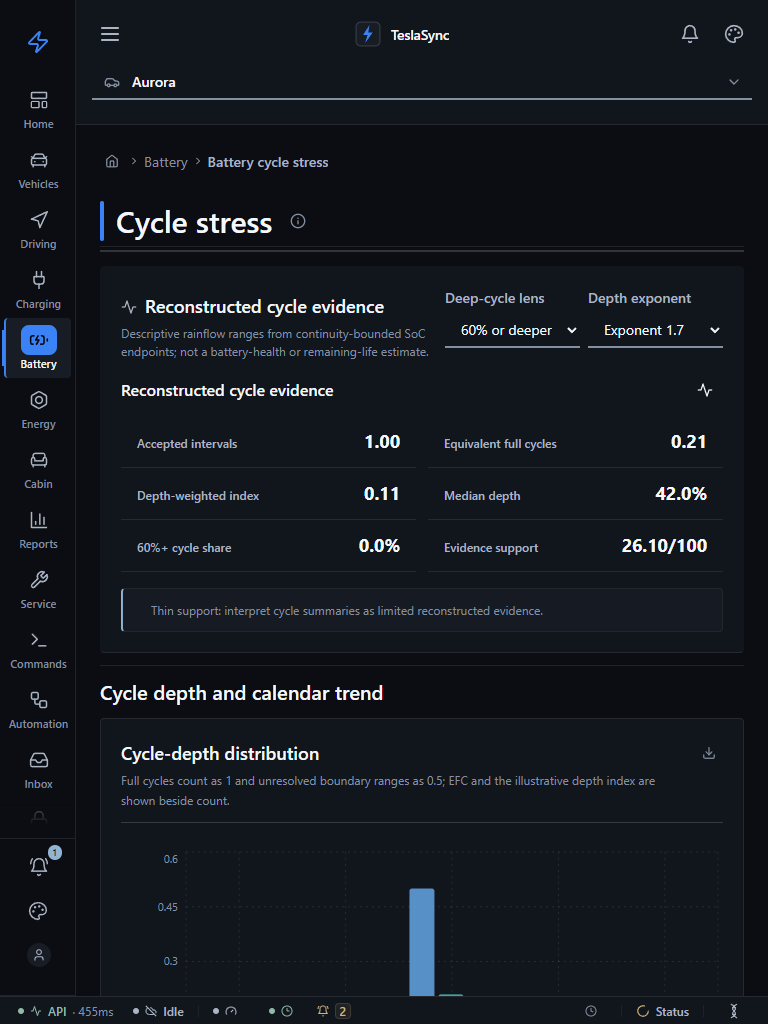 TeslaSync
Aurora
Home
Vehicles
Driving
Charging
Battery
Energy
Cabin
Reports
Service
Commands
Automation
Inbox
1
Battery
Battery cycle stress
Cycle stress
Reconstructed cycle evidence
Descriptive rainflow ranges from continuity-bounded SoC
endpoints; not a battery-health or remaining-life estimate.
Deep-cycle lens
60% or deeper
Depth exponent
Exponent 1.7
Reconstructed cycle evidence
Accepted intervals 1.00
Equivalent full cycles 0.21
Depth-weighted index 0.11
Median depth 42.0%
60%+ cycle share 0.0%
Evidence support 26.10/100
Thin support: interpret cycle summaries as limited reconstructed evidence.
Cycle depth and calendar trend
Cycle-depth distribution
Full cycles count as 1 and unresolved boundary ranges as 0.5; EFC and the illustrative depth index are
shown beside count.
0.6
0.45
0.3
API · 455ms
Idle
2
Status